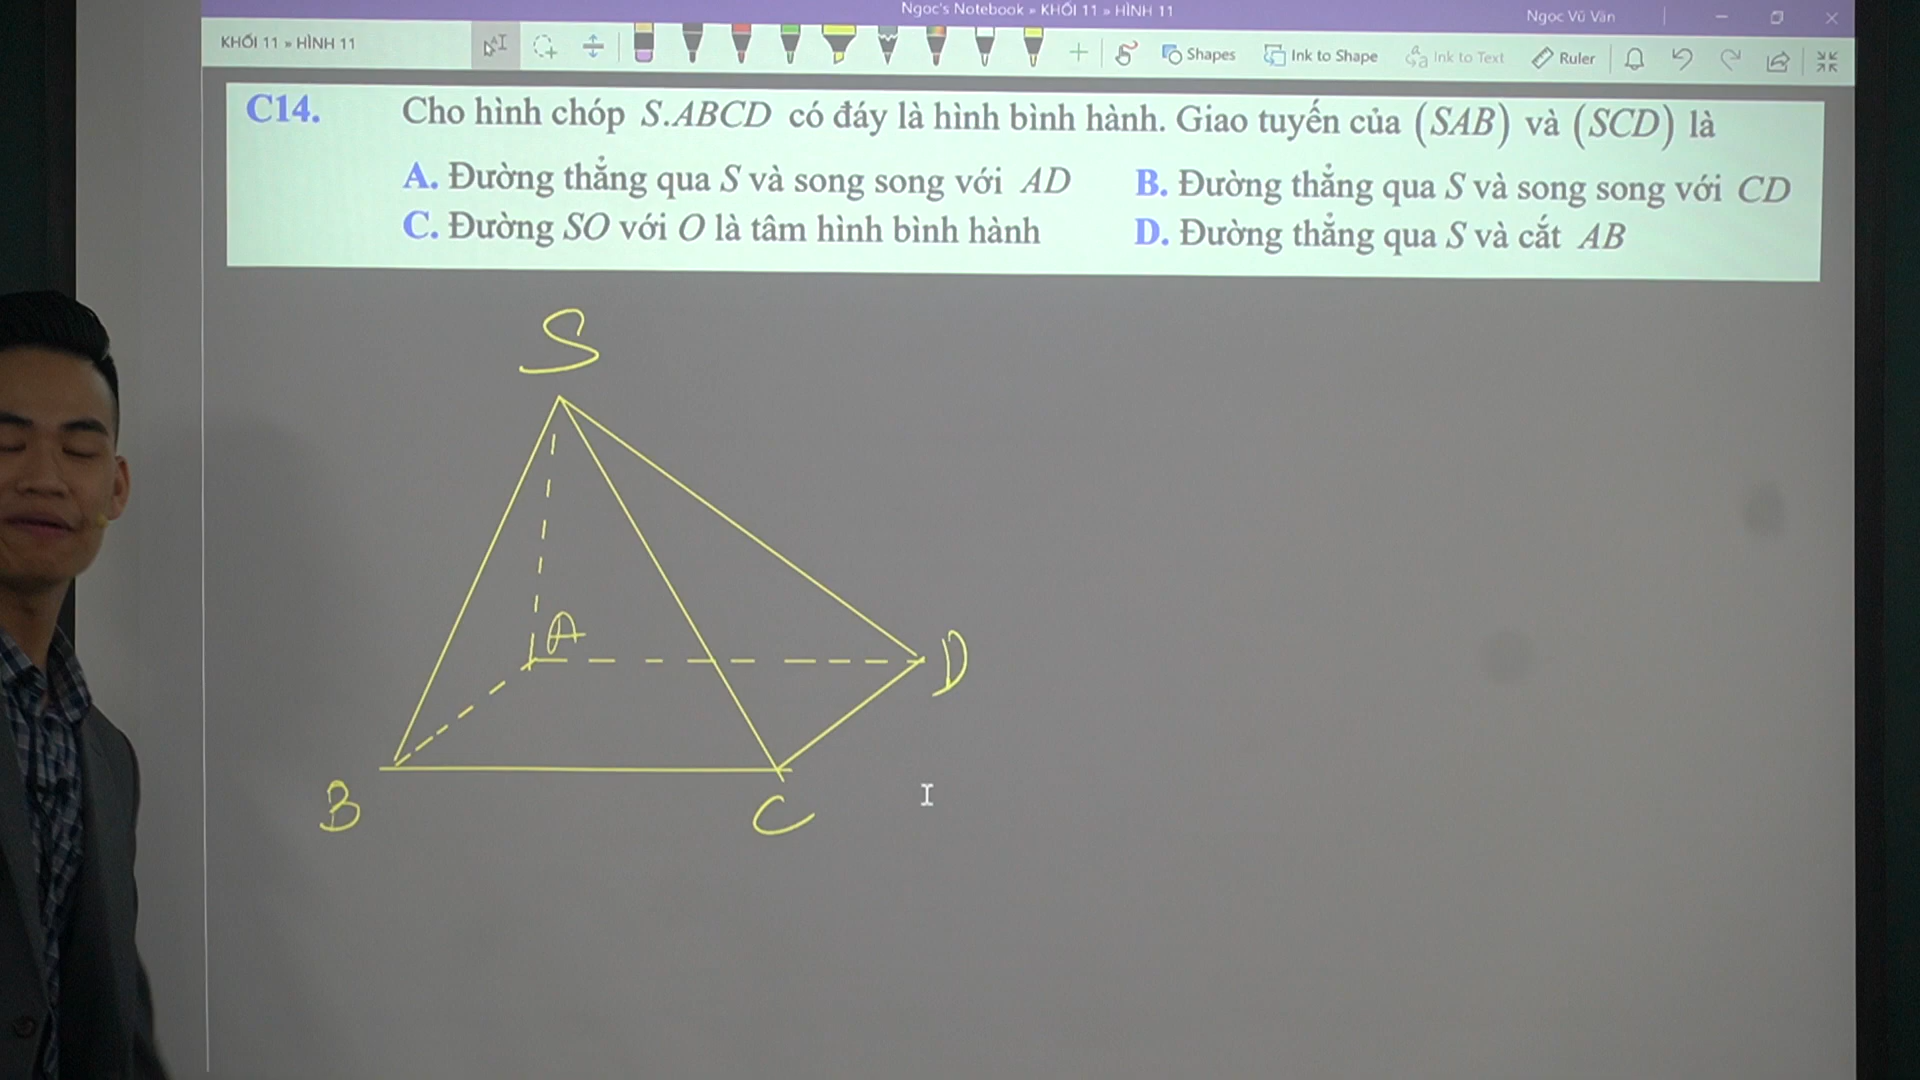 Ngoc's Notebook » KHỐI 11 » HÌNH 11
Ngoc Vũ Văn
KHỐI 11 » HÌNH 11
Shapes
Ink to Shape
Ink to Text
Ruler
C14. Cho hình chóp S.ABCD có đáy là hình bình hành. Giao tuyến của (SAB) và (SCD) là
A. Đường thẳng qua S và song song với AD
B. Đường thẳng qua S và song song với CD
C. Đường SO với O là tâm hình bình hành
D. Đường thẳng qua S và cắt AB
S
A
D
B
C